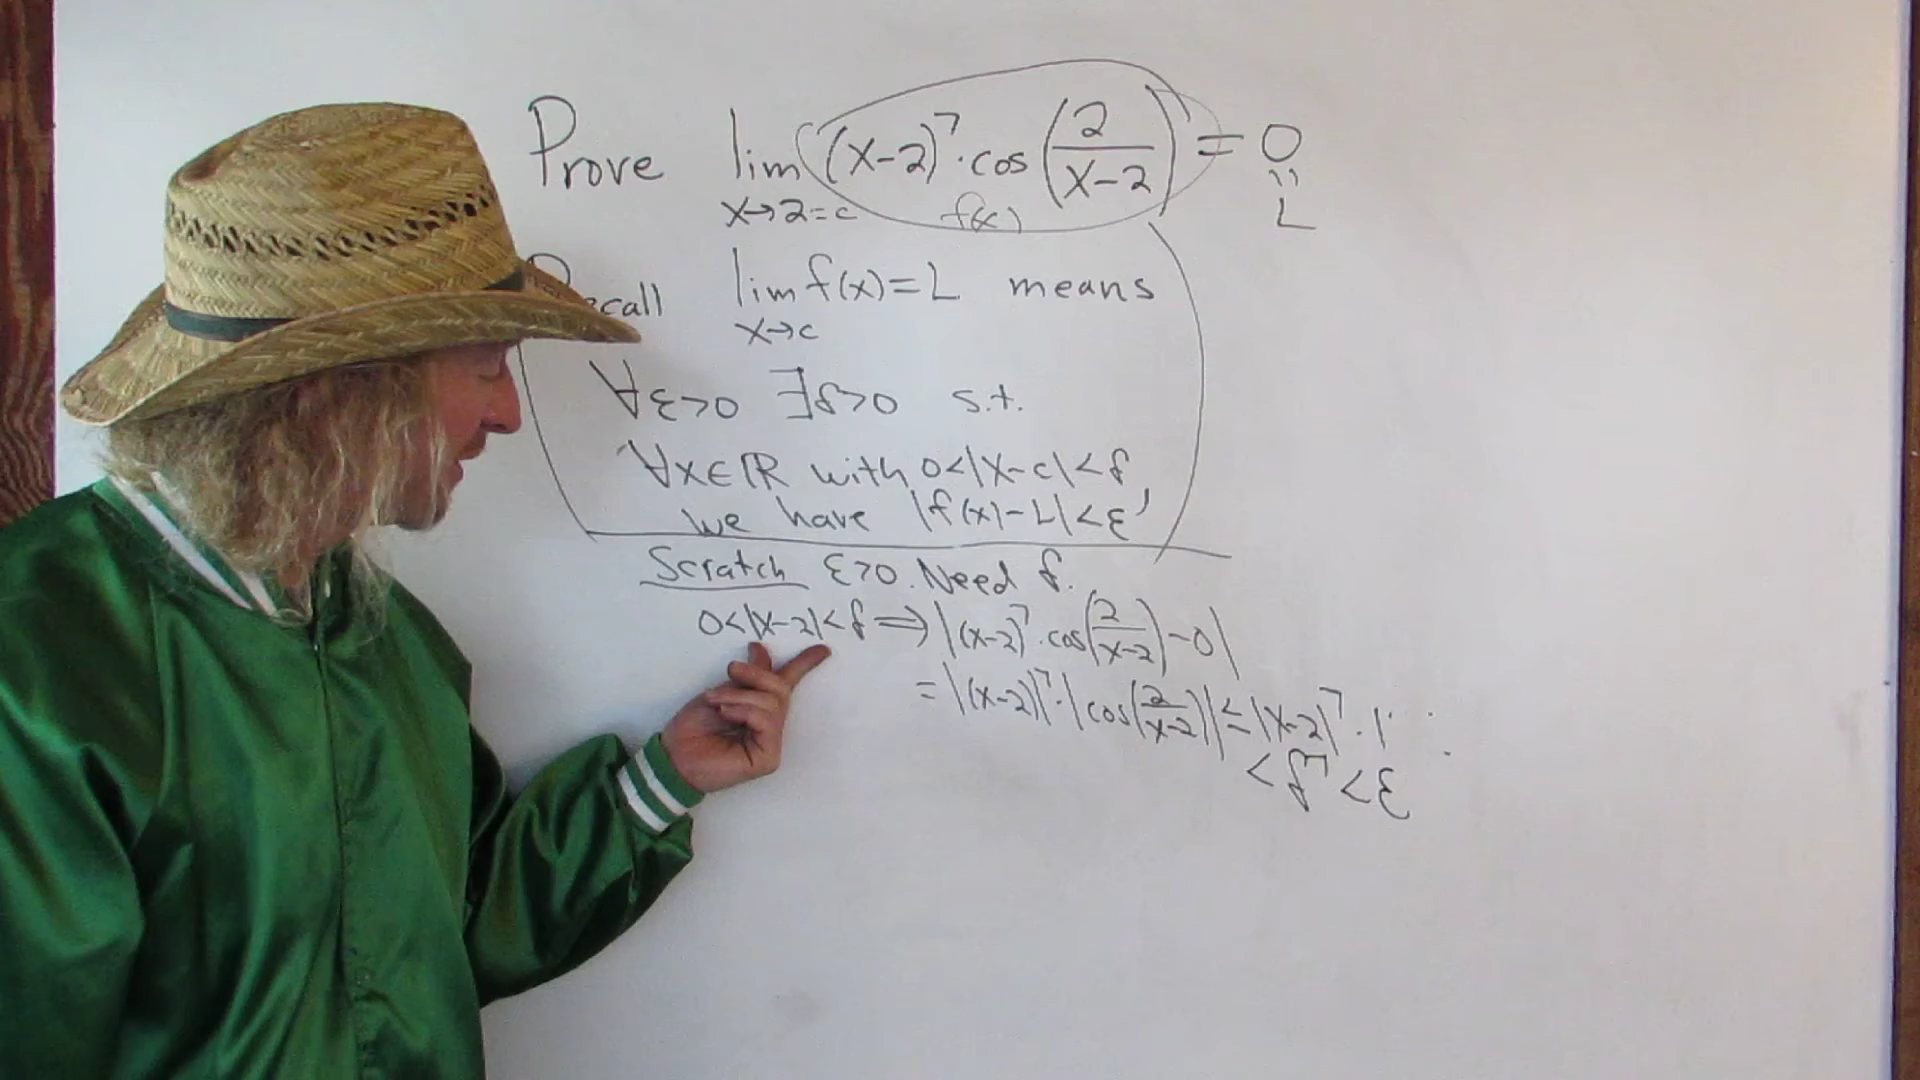 Prove lim ((x-2)⁷·cos(2/(x-2))) = 0
x→2=c f(x) = L
Recall lim f(x)=L means
x→c
∀ε>0 ∃δ>0 s.t.
∀x∈ℝ with 0<|x-c|<δ,
we have |f(x)-L|<ε
Scratch ε>0. Need δ.
0<|x-2|<δ ⇒ |(x-2)⁷·cos(2/(x-2))-0|
= |(x-2)|⁷·|cos(2/(x-2))| ≤ |x-2|⁷·1
<δ⁷<ε